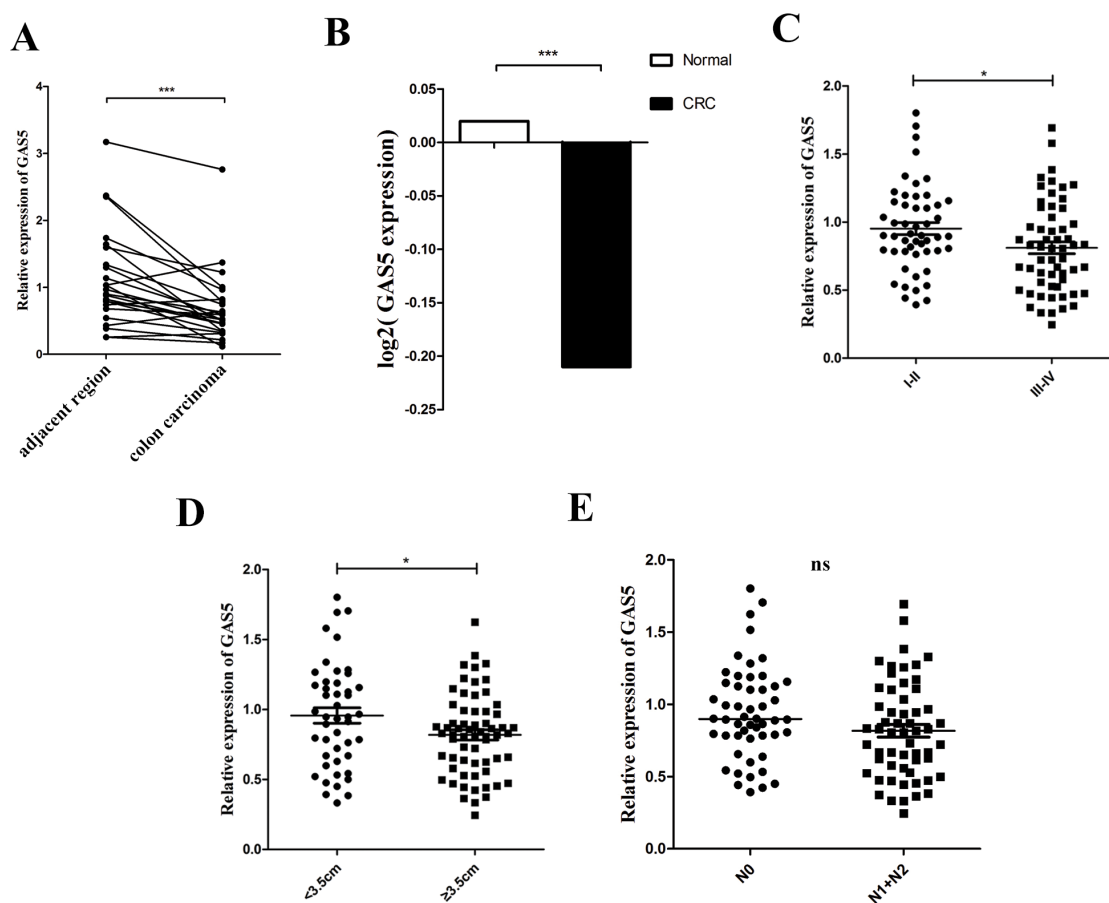 A
Relative expression of GAS5
4
3
2
1
0
***
adjacent region
colon carcinoma
B
log2( GAS5 expression)
0.05
0.00
-0.05
-0.10
-0.15
-0.20
-0.25
***
Normal
CRC
C
Relative expression of GAS5
2.0
1.5
1.0
0.5
0.0
*
I-II
III-IV
D
Relative expression of GAS5
2.0
1.5
1.0
0.5
0.0
*
<3.5cm
≥3.5cm
E
Relative expression of GAS5
2.0
1.5
1.0
0.5
0.0
ns
N0
N1+N2